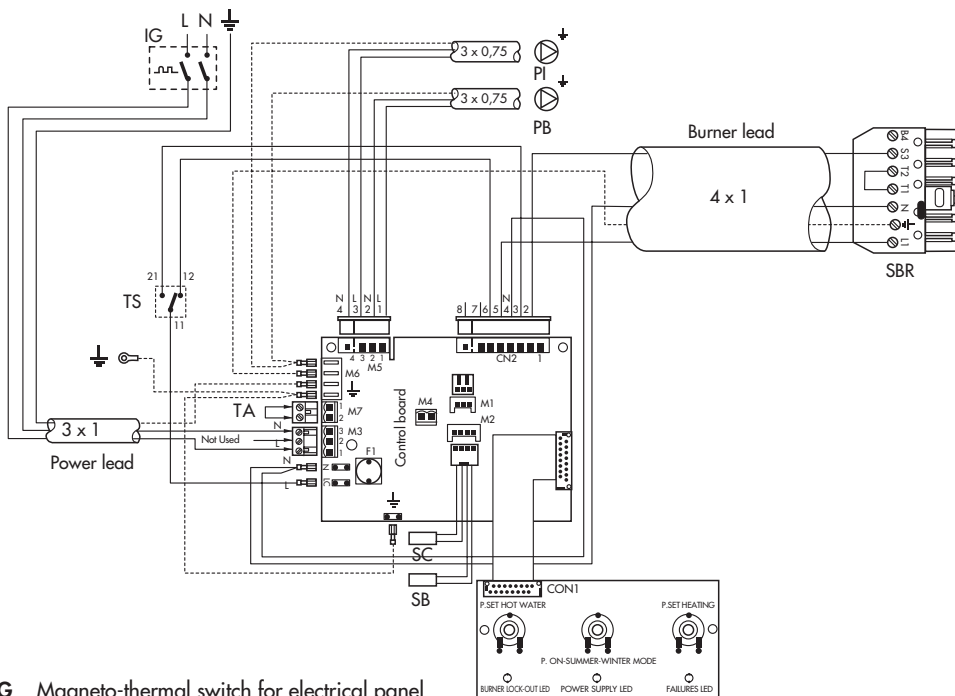 L N
IG
3 x 0,75
PI
3 x 0,75
PB
Burner lead
4 x 1
B4
S3
T2
T1
N
L1
SBR
21 12
TS
11
N L N L
4 3 2 1
N
8 7 6 5 4 3 2
4 3 2 1
M5
CN2 1
M6
TA
1
M7
2
M4
M1
M2
Control board
3 x 1
Power lead
N
Not Used
L
3
M3
2
1
F1
N
N
L
LC
SC
SB
CON1
P.SET HOT WATER
P.SET HEATING
P. ON-SUMMER-WINTER MODE
BURNER LOCK-OUT LED
POWER SUPPLY LED
FAILURES LED
G Magneto-thermal switch for electrical panel